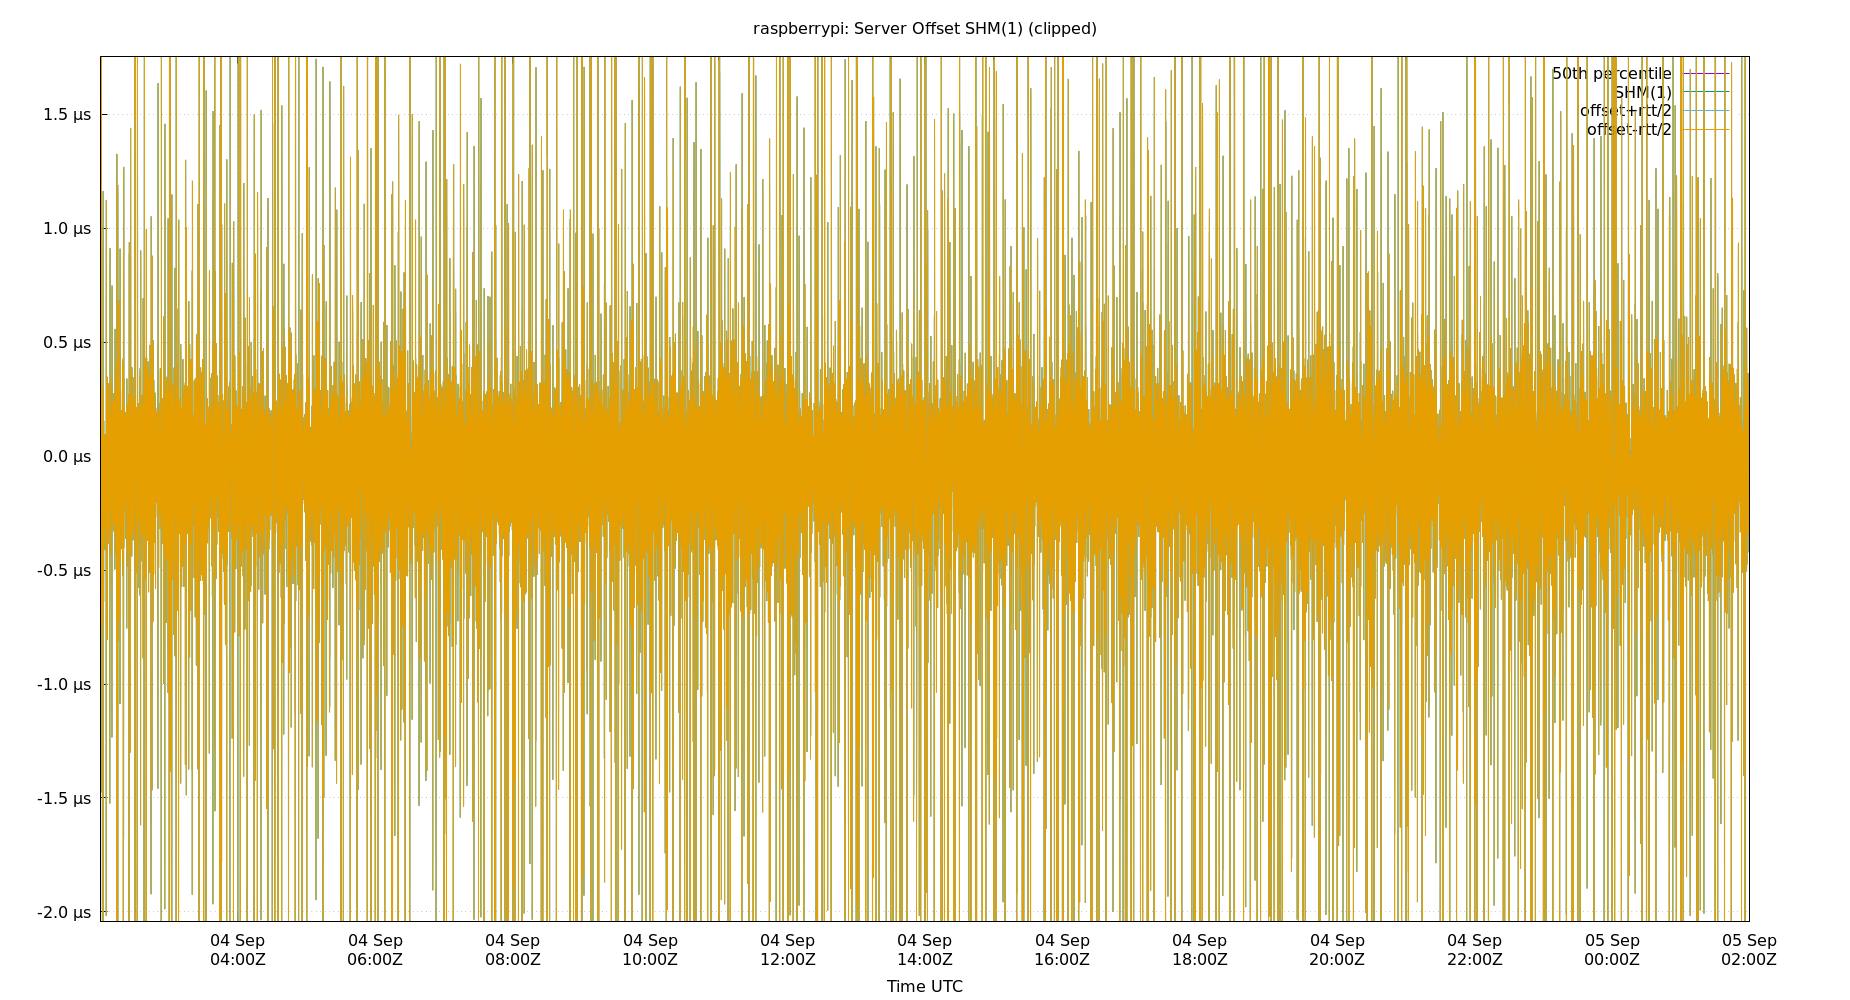 raspberrypi: Server Offset SHM(1) (clipped)
50th percentile
SHM(1)
offset+rtt/2
offset-rtt/2
1.5 µs
1.0 µs
0.5 µs
0.0 µs
-0.5 µs
-1.0 µs
-1.5 µs
-2.0 µs
04 Sep 04 Sep 04 Sep 04 Sep 04 Sep 04 Sep 04 Sep 04 Sep 04 Sep 04 Sep 05 Sep 05 Sep
04:00Z 06:00Z 08:00Z 10:00Z 12:00Z 14:00Z 16:00Z 18:00Z 20:00Z 22:00Z 00:00Z 02:00Z
Time UTC